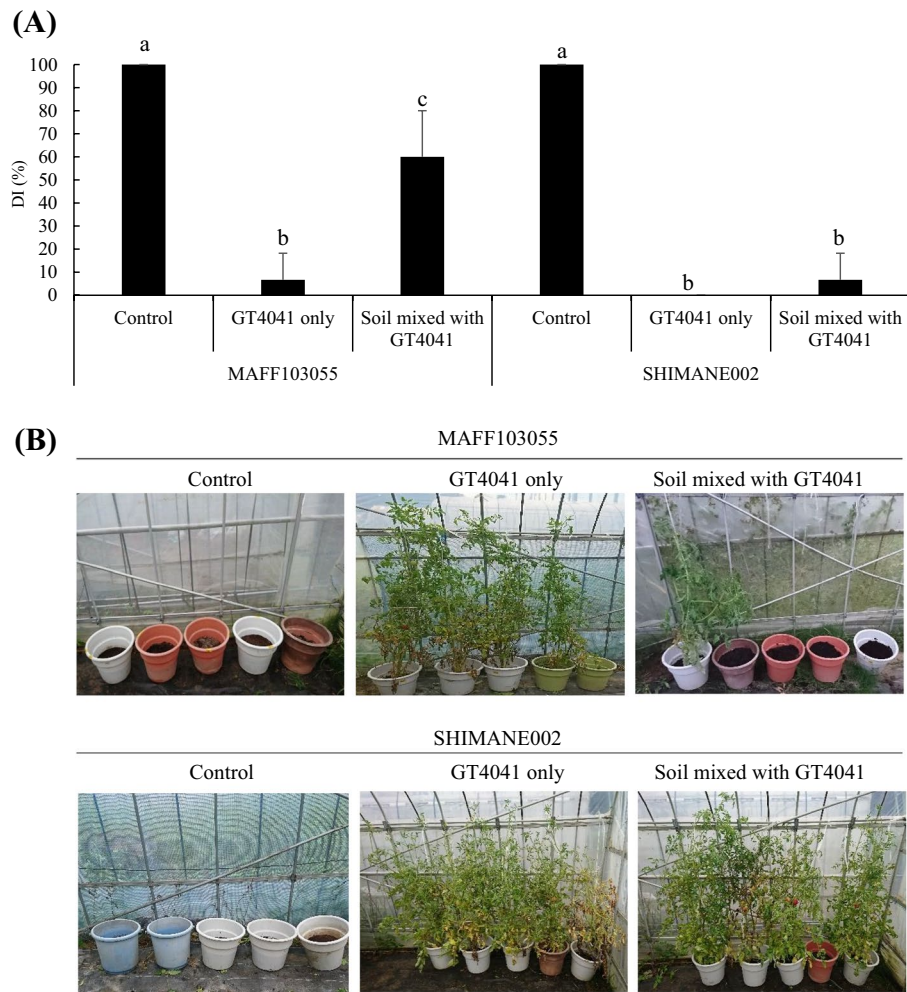 (A)
a
a
c
b
b
b
100
90
80
70
60
50
40
30
20
10
0
DI (%)
Control
GT4041 only
Soil mixed with
GT4041
Control
GT4041 only
Soil mixed with
GT4041
MAFF103055
SHIMANE002
(B)
MAFF103055
Control
GT4041 only
Soil mixed with GT4041
SHIMANE002
Control
GT4041 only
Soil mixed with GT4041